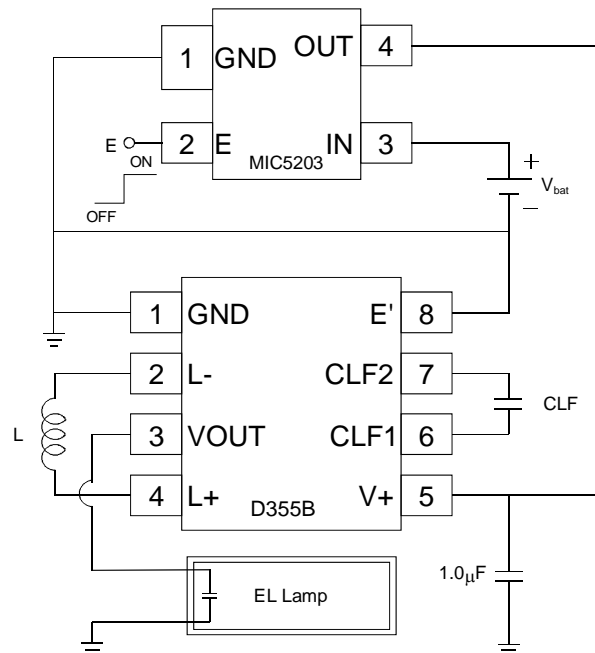 1 GND OUT 4
E 2 E IN 3
ON
OFF
MIC5203
+
V_bat
−
1 GND E' 8
2 L- CLF2 7
CLF
L
3 VOUT CLF1 6
4 L+ V+ 5
D355B
1.0μF
EL Lamp